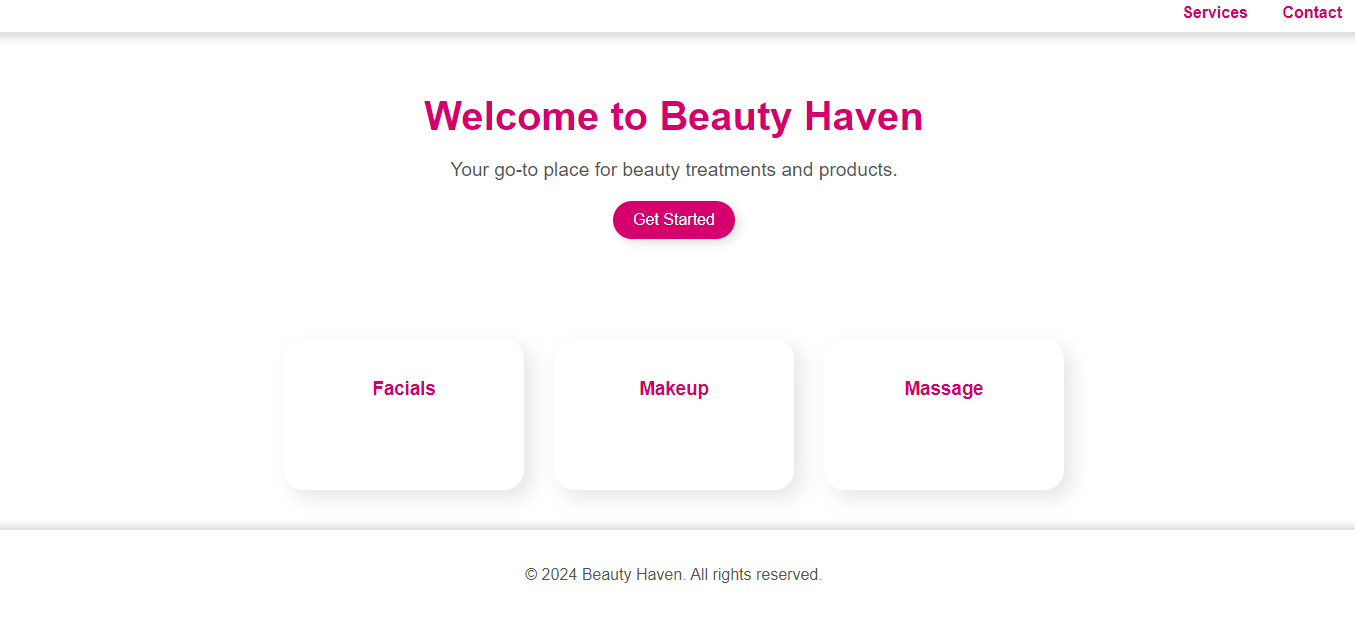 Services Contact
Welcome to Beauty Haven
Your go-to place for beauty treatments and products.
Get Started
Facials
Makeup
Massage
© 2024 Beauty Haven. All rights reserved.